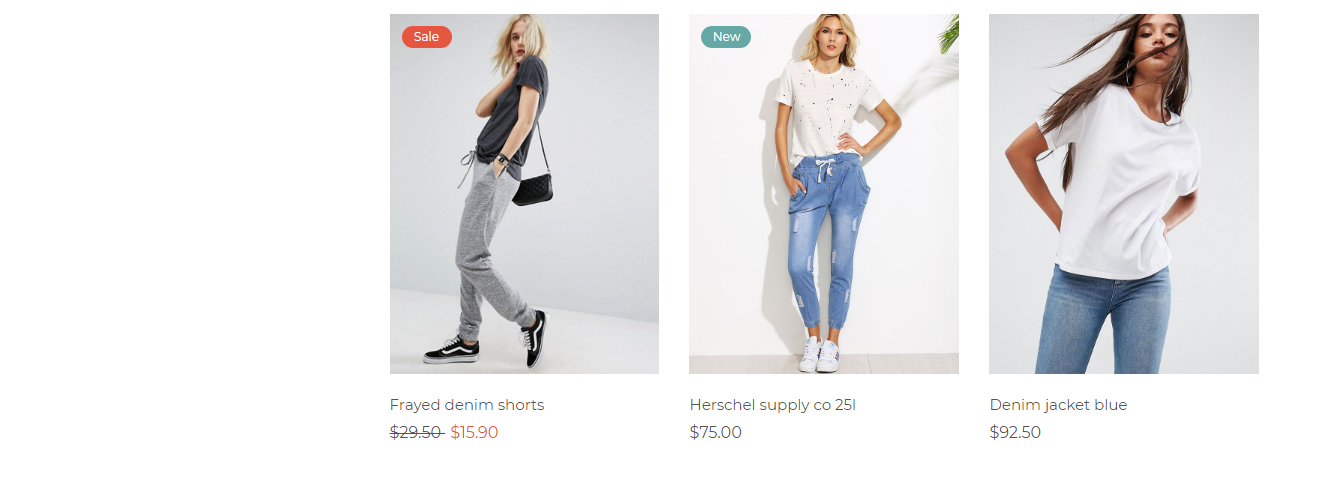 Sale
New
Frayed denim shorts
$29.50 $15.90
Herschel supply co 25l
$75.00
Denim jacket blue
$92.50